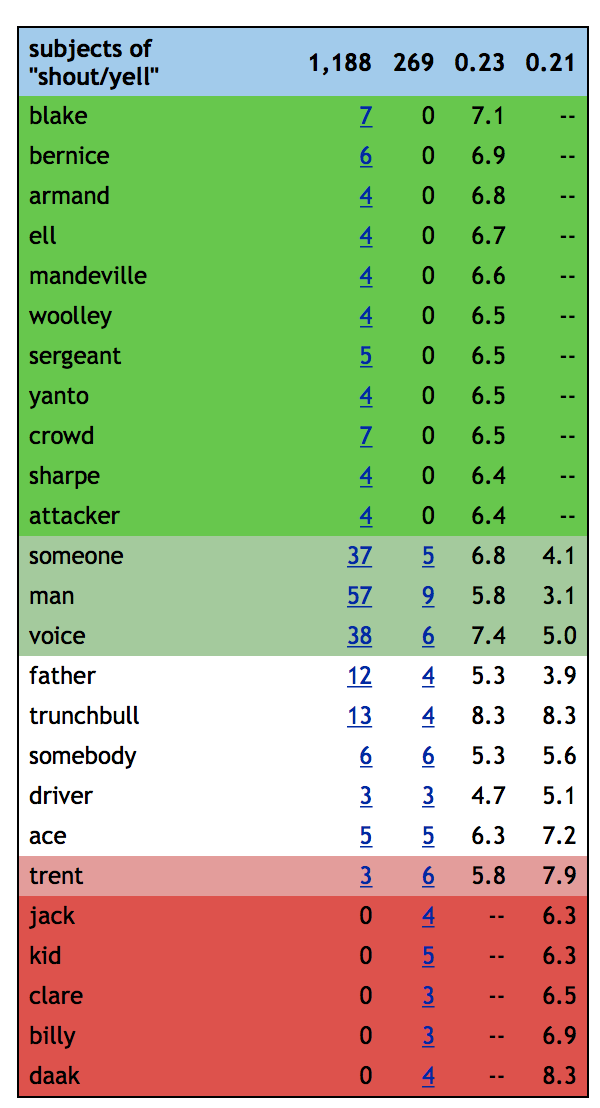 subjects of
"shout/yell" 1,188 269 0.23 0.21
blake 7 0 7.1 --
bernice 6 0 6.9 --
armand 4 0 6.8 --
ell 4 0 6.7 --
mandeville 4 0 6.6 --
woolley 4 0 6.5 --
sergeant 5 0 6.5 --
yanto 4 0 6.5 --
crowd 7 0 6.5 --
sharpe 4 0 6.4 --
attacker 4 0 6.4 --
someone 37 5 6.8 4.1
man 57 9 5.8 3.1
voice 38 6 7.4 5.0
father 12 4 5.3 3.9
trunchbull 13 4 8.3 8.3
somebody 6 6 5.3 5.6
driver 3 3 4.7 5.1
ace 5 5 6.3 7.2
trent 3 6 5.8 7.9
jack 0 4 -- 6.3
kid 0 5 -- 6.3
clare 0 3 -- 6.5
billy 0 3 -- 6.9
daak 0 4 -- 8.3